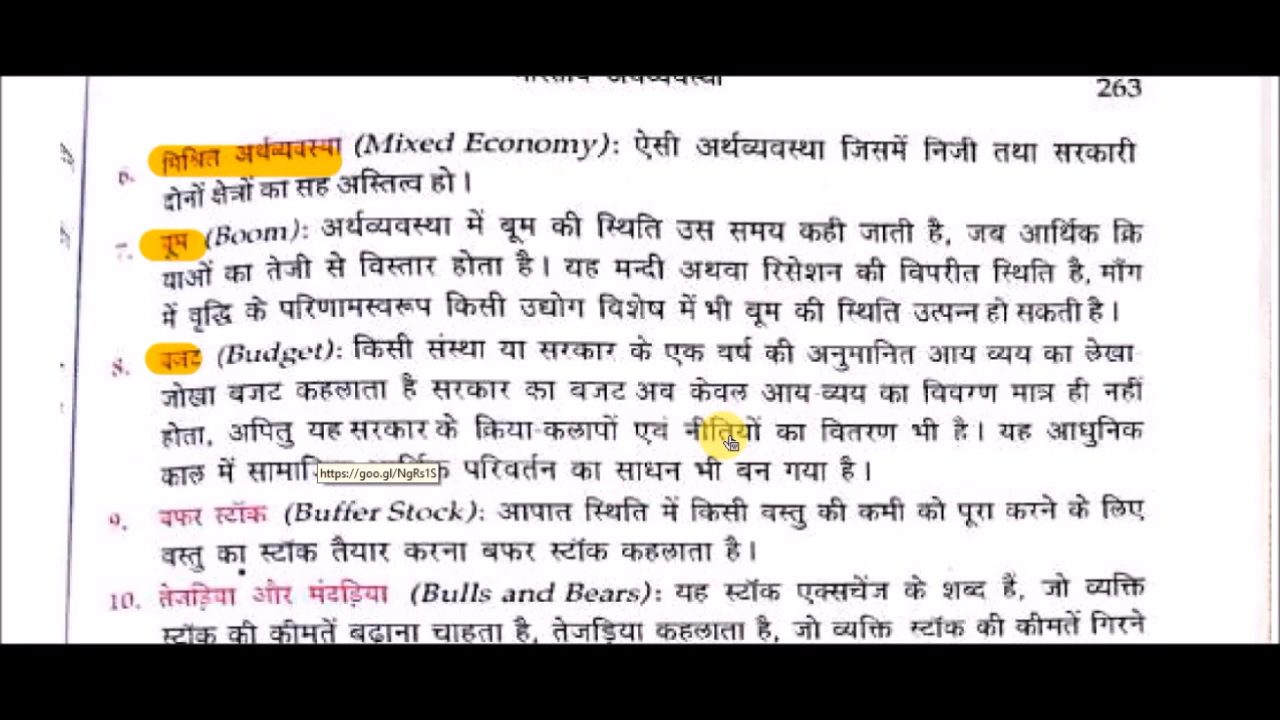 भारतीय अर्थव्यवस्था 263
6. मिश्रित अर्थव्यवस्था (Mixed Economy): ऐसी अर्थव्यवस्था जिसमें निजी तथा सरकारी
दोनों क्षेत्रों का सह अस्तित्व हो।
7. बूम (Boom): अर्थव्यवस्था में बूम की स्थिति उस समय कही जाती है, जब आर्थिक क्रि
याओं का तेजी से विस्तार होता है। यह मन्दी अथवा रिसेशन की विपरीत स्थिति है, माँग
में वृद्धि के परिणामस्वरूप किसी उद्योग विशेष में भी बूम की स्थिति उत्पन्न हो सकती है।
8. बजट (Budget): किसी संस्था या सरकार के एक वर्ष की अनुमानित आय व्यय का लेखा-
जोखा बजट कहलाता है सरकार का बजट अब केवल आय-व्यय का विवरण मात्र ही नहीं
होता, अपितु यह सरकार के क्रिया-कलापों एवं नीतियों का वितरण भी है। यह आधुनिक
काल में https://goo.gl/NgRs1S परिवर्तन का साधन भी बन गया है।
9. बफर स्टॉक (Buffer Stock): आपात स्थिति में किसी वस्तु की कमी को पूरा करने के लिए
वस्तु का स्टॉक तैयार करना बफर स्टॉक कहलाता है।
10. तेजड़िया और मंदड़िया (Bulls and Bears): यह स्टॉक एक्सचेंज के शब्द हैं, जो व्यक्ति
स्टॉक की कीमतें बढ़ाना चाहता है, तेजड़िया कहलाता है, जो व्यक्ति स्टॉक की कीमतें गिरने